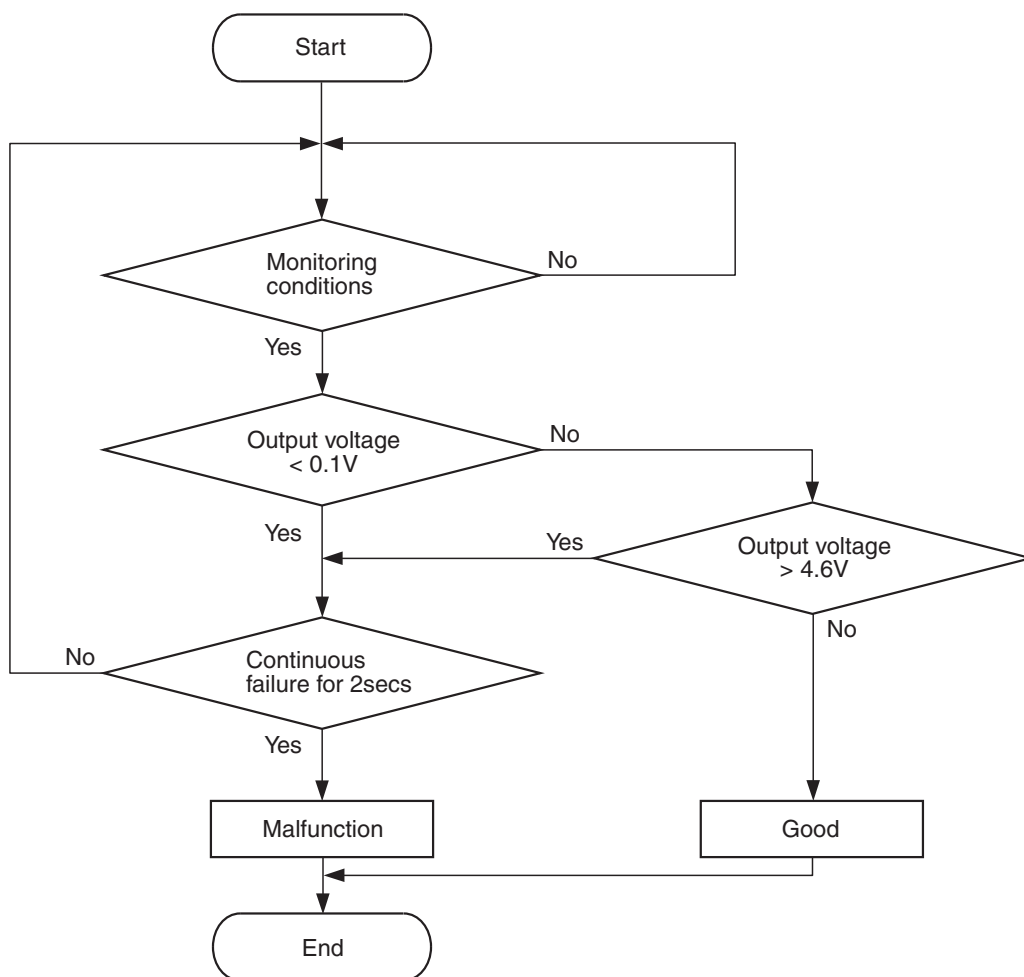 Start
Monitoring
conditions
No
Yes
Output voltage
< 0.1V
No
Yes
Yes
Output voltage
> 4.6V
No
No
Continuous
failure for 2secs
Yes
Malfunction
Good
End